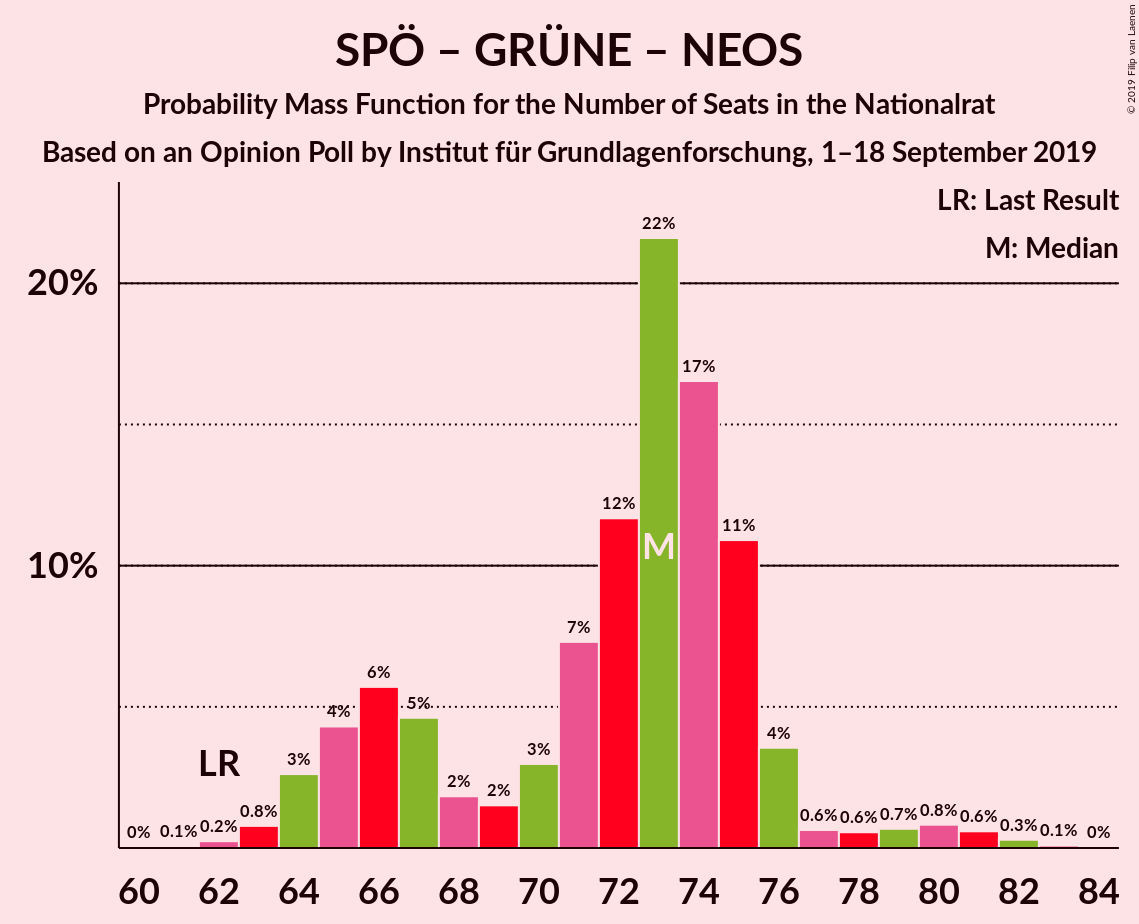 SPÖ – GRÜNE – NEOS
Probability Mass Function for the Number of Seats in the Nationalrat
Based on an Opinion Poll by Institut für Grundlagenforschung, 1–18 September 2019
© 2019 Filip van Laenen
LR: Last Result
M: Median
20%
10%
0% 0.1% 0.2% 0.8% 3% 4% 6% 5% 2% 2% 3% 7% 12% 22% 17% 11% 4% 0.6% 0.6% 0.7% 0.8% 0.6% 0.3% 0.1% 0%
LR
M
60 62 64 66 68 70 72 74 76 78 80 82 84